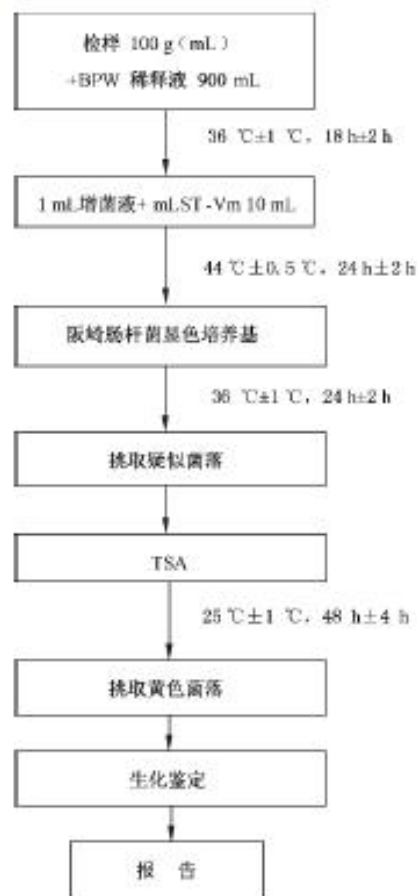 检样 100 g(mL)
+BPW 稀释液 900 mL
36 ℃±1 ℃，18 h±2 h
1 mL增菌液+ mLST-Vm 10 mL
44 ℃±0.5 ℃，24 h±2 h
阪崎肠杆菌显色培养基
36 ℃±1 ℃，24 h±2 h
挑取疑似菌落
TSA
25 ℃±1 ℃，48 h±4 h
挑取黄色菌落
生化鉴定
报 告